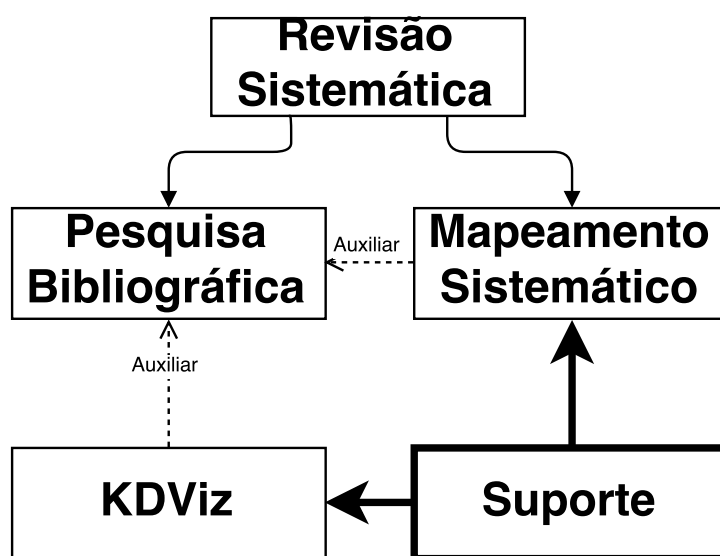 Revisão
Sistemática
Pesquisa
Bibliográfica
Auxiliar
Mapeamento
Sistemático
Auxiliar
KDViz
Suporte